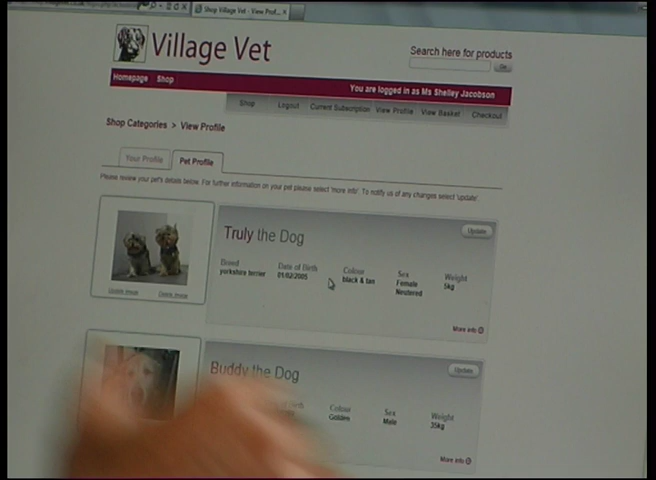 Shop Village Vet - View Prof...
Village Vet
Search here for products
Go
Homepage Shop
You are logged in as Ms Shelley Jacobson
Shop Logout Current Subscription View Profile View Basket Checkout
Shop Categories > View Profile
Your Profile Pet Profile
Please review your pet's details below. For further information on your pet please select 'more info'. To notify us of any changes select 'update'.
Update
Truly the Dog
Breed Date of Birth Colour Sex Weight
yorkshire terrier 01/02/2005 black & tan Female 5kg
Neutered
Update image Delete image
More info
Update
Buddy the Dog
Colour Sex Weight
Golden Male 35kg
More info